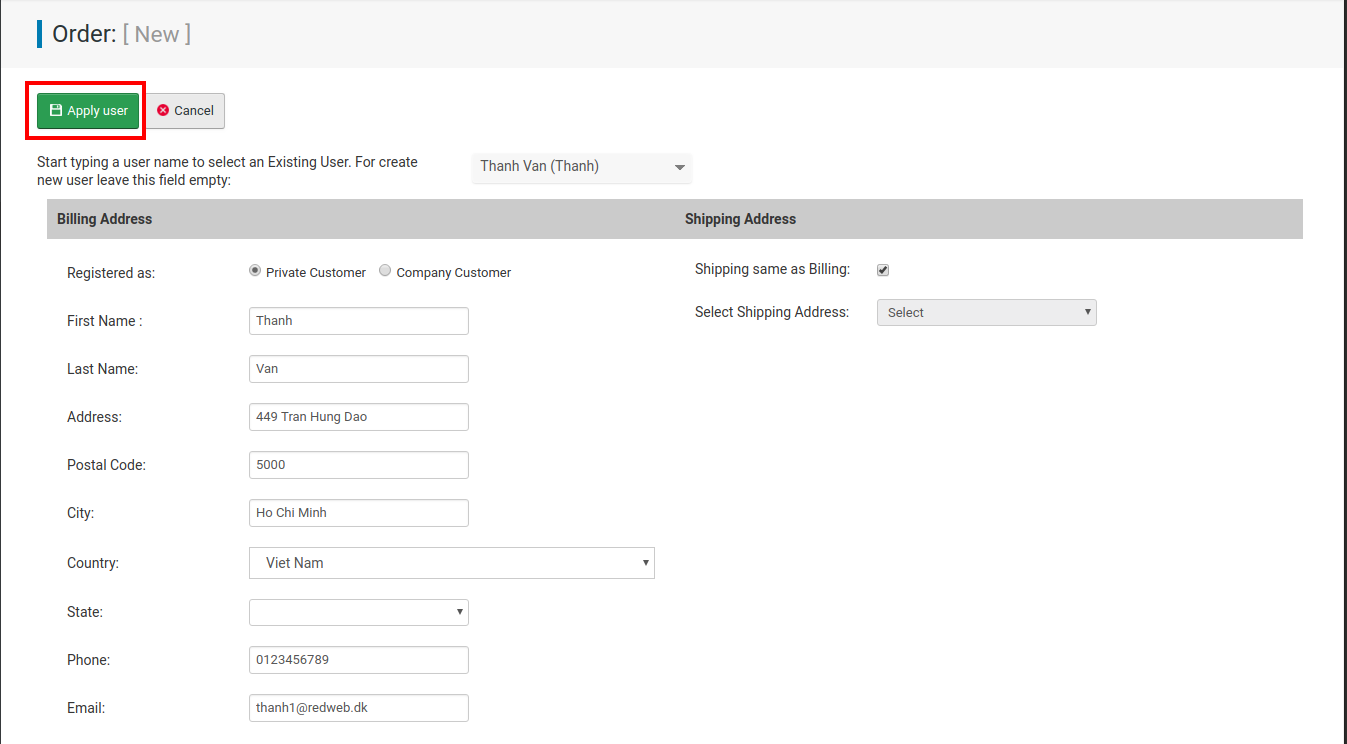 Order: [ New ]
Apply user
Cancel
Start typing a user name to select an Existing User. For create
new user leave this field empty:
Thanh Van (Thanh)
Billing Address
Shipping Address
Registered as:
Private Customer
Company Customer
Shipping same as Billing:
First Name :
Thanh
Select Shipping Address:
Select
Last Name:
Van
Address:
449 Tran Hung Dao
Postal Code:
5000
City:
Ho Chi Minh
Country:
Viet Nam
State:
Phone:
0123456789
Email:
thanh1@redweb.dk